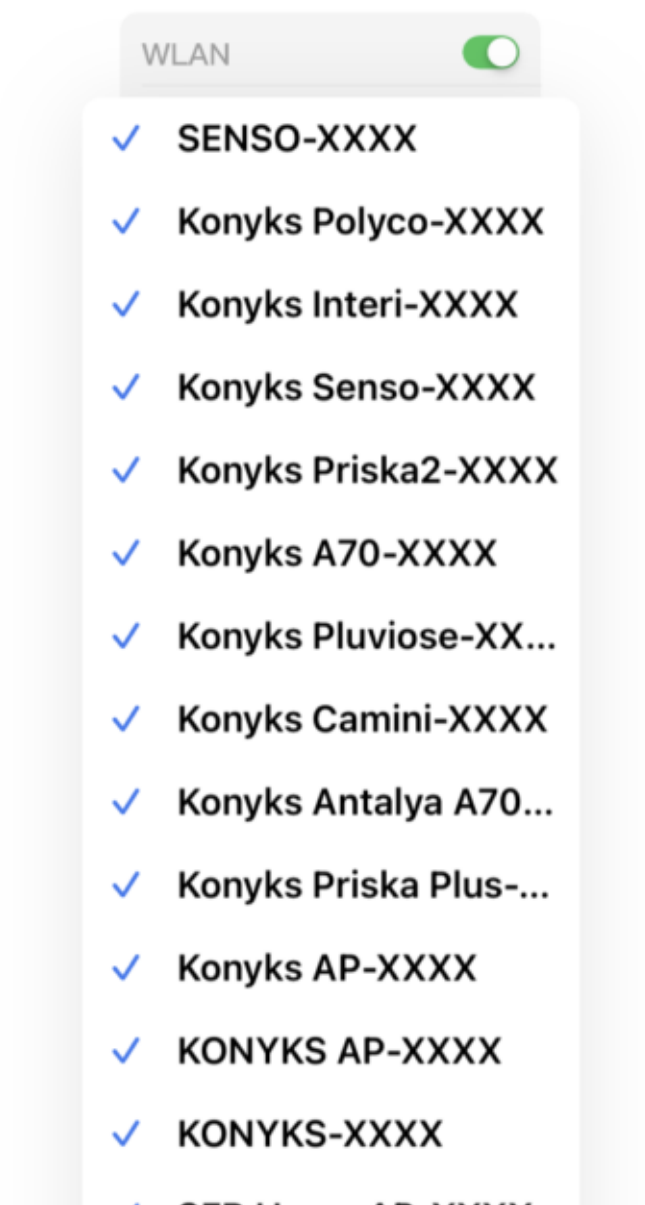 WLAN
SENSO-XXXX
Konyks Polyco-XXXX
Konyks Interi-XXXX
Konyks Senso-XXXX
Konyks Priska2-XXXX
Konyks A70-XXXX
Konyks Pluviose-XX...
Konyks Camini-XXXX
Konyks Antalya A70...
Konyks Priska Plus-...
Konyks AP-XXXX
KONYKS AP-XXXX
KONYKS-XXXX